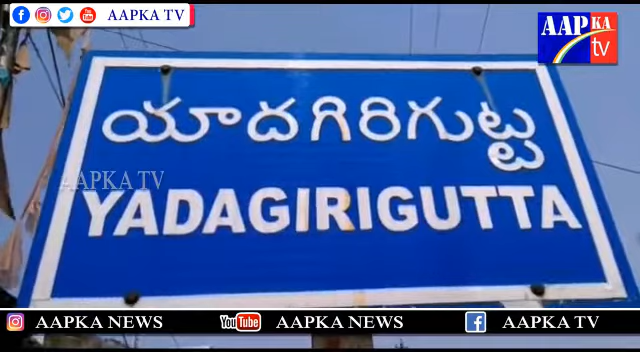 AAPKA TV
AAPKA
tv
యాదగిరిగుట్ట
AAPKA TV
YADAGIRIGUTTA
AAPKA NEWS
YouTube
AAPKA NEWS
AAPKA TV